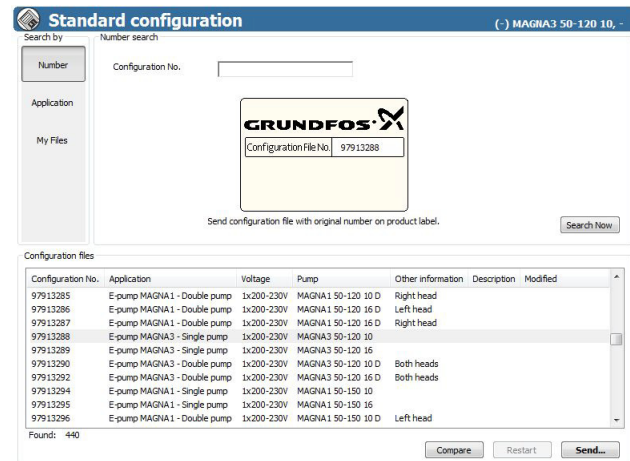 Standard configuration
(-) MAGNA3 50-120 10, -
Search by
Number search
Number
Configuration No.
Application
My Files
GRUNDFOS
Configuration File No. 97913288
Send configuration file with original number on product label.
Search Now
Configuration files
Configuration No. Application Voltage Pump Other information Description Modified
97913285 E-pump MAGNA1 - Double pump 1x200-230V MAGNA1 50-120 10 D Right head
97913286 E-pump MAGNA1 - Double pump 1x200-230V MAGNA1 50-120 16 D Left head
97913287 E-pump MAGNA1 - Double pump 1x200-230V MAGNA1 50-120 16 D Right head
97913288 E-pump MAGNA3 - Single pump 1x200-230V MAGNA3 50-120 10
97913289 E-pump MAGNA3 - Single pump 1x200-230V MAGNA3 50-120 16
97913290 E-pump MAGNA3 - Double pump 1x200-230V MAGNA3 50-120 10 D Both heads
97913292 E-pump MAGNA3 - Double pump 1x200-230V MAGNA3 50-120 16 D Both heads
97913294 E-pump MAGNA1 - Single pump 1x200-230V MAGNA1 50-150 10
97913295 E-pump MAGNA1 - Single pump 1x200-230V MAGNA1 50-150 16
97913296 E-pump MAGNA1 - Double pump 1x200-230V MAGNA1 50-150 10 D Left head
Found: 440
Compare Restart Send...